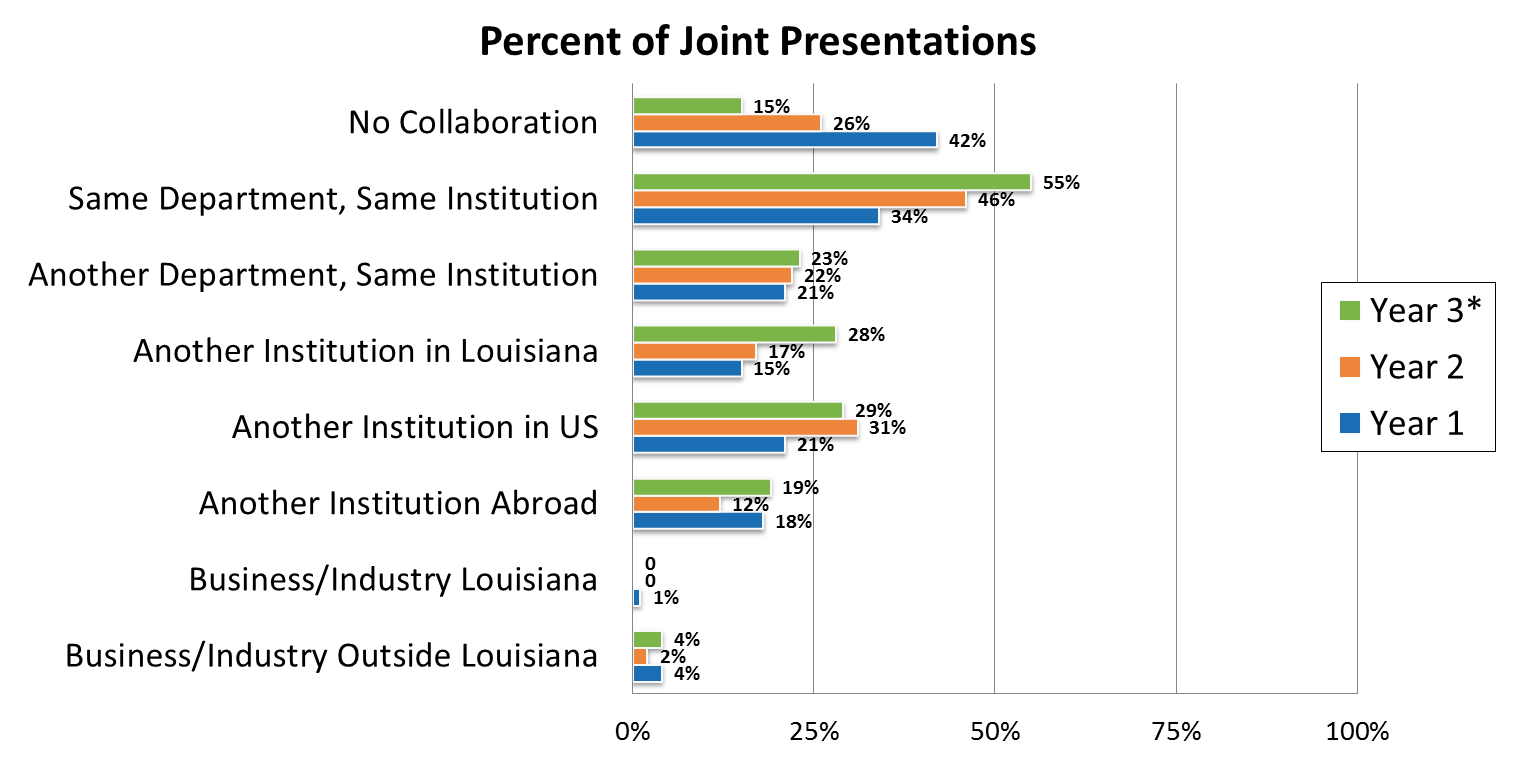 Percent of Joint Presentations
No Collaboration
15%
26%
42%
Same Department, Same Institution
55%
46%
34%
Another Department, Same Institution
23%
22%
21%
Another Institution in Louisiana
28%
17%
15%
Another Institution in US
29%
31%
21%
Another Institution Abroad
19%
12%
18%
Business/Industry Louisiana
0
0
1%
Business/Industry Outside Louisiana
4%
2%
4%
0% 25% 50% 75% 100%
Year 3*
Year 2
Year 1